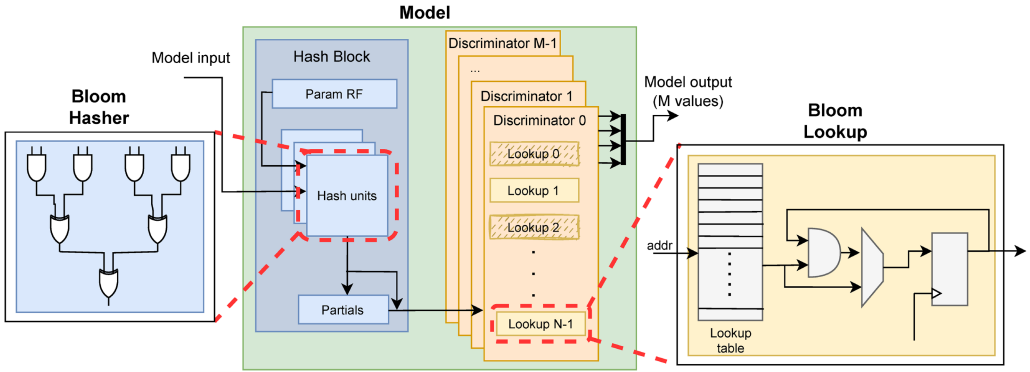 Model
Model input
Hash Block
Param RF
Hash units
Partials
Discriminator M-1
...
Discriminator 1
Discriminator 0
Lookup 0
Lookup 1
Lookup 2
Lookup N-1
Model output
(M values)
Bloom
Hasher
Bloom
Lookup
addr
Lookup
table